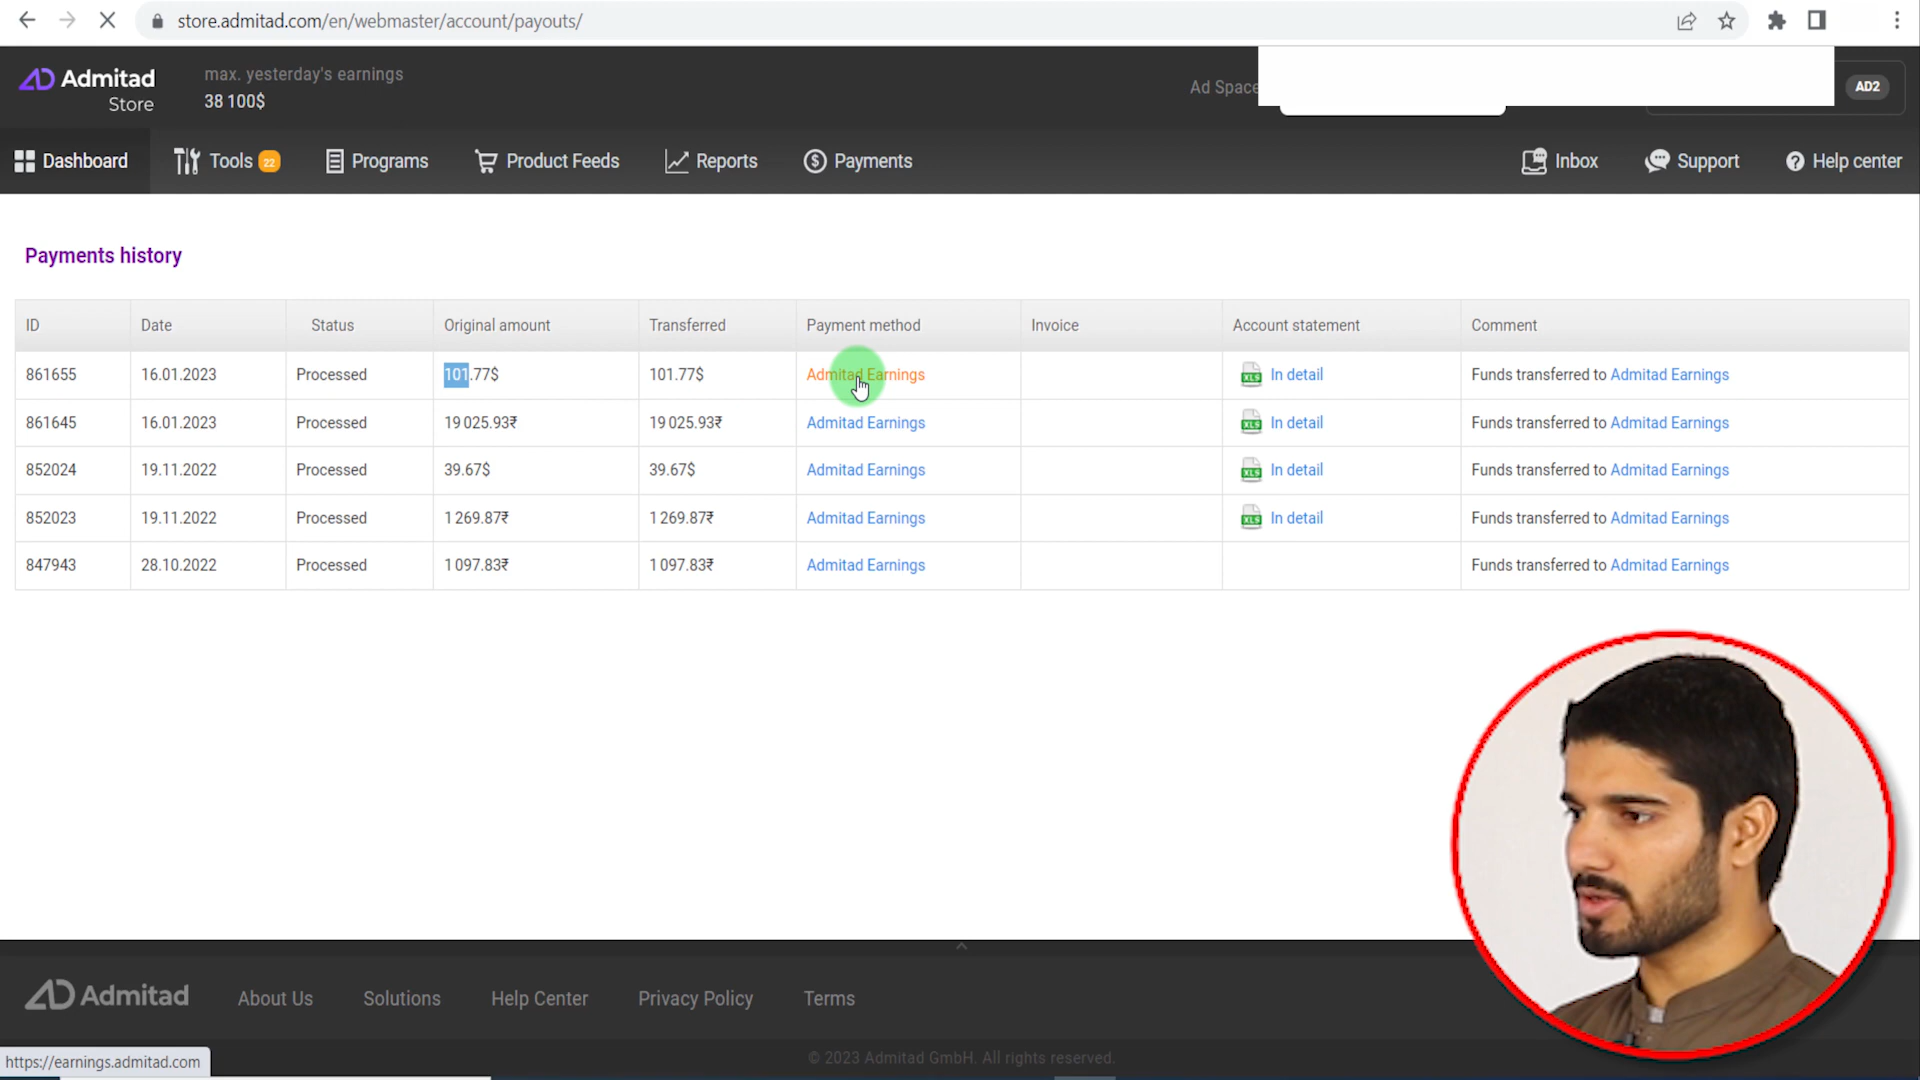 store.admitad.com/en/webmaster/account/payouts/
Admitad
Store
max. yesterday's earnings
38 100$
Ad Space
AD2
Dashboard
Tools 22
Programs
Product Feeds
Reports
Payments
Inbox
Support
Help center
Payments history
ID Date Status Original amount Transferred Payment method Invoice Account statement Comment
861655 16.01.2023 Processed 101.77$ 101.77$ Admitad Earnings XLS In detail Funds transferred to Admitad Earnings
861645 16.01.2023 Processed 19 025.93₹ 19 025.93₹ Admitad Earnings XLS In detail Funds transferred to Admitad Earnings
852024 19.11.2022 Processed 39.67$ 39.67$ Admitad Earnings XLS In detail Funds transferred to Admitad Earnings
852023 19.11.2022 Processed 1 269.87₹ 1 269.87₹ Admitad Earnings XLS In detail Funds transferred to Admitad Earnings
847943 28.10.2022 Processed 1 097.83₹ 1 097.83₹ Admitad Earnings Funds transferred to Admitad Earnings
Admitad
About Us
Solutions
Help Center
Privacy Policy
Terms
© 2023 Admitad GmbH. All rights reserved.
https://earnings.admitad.com